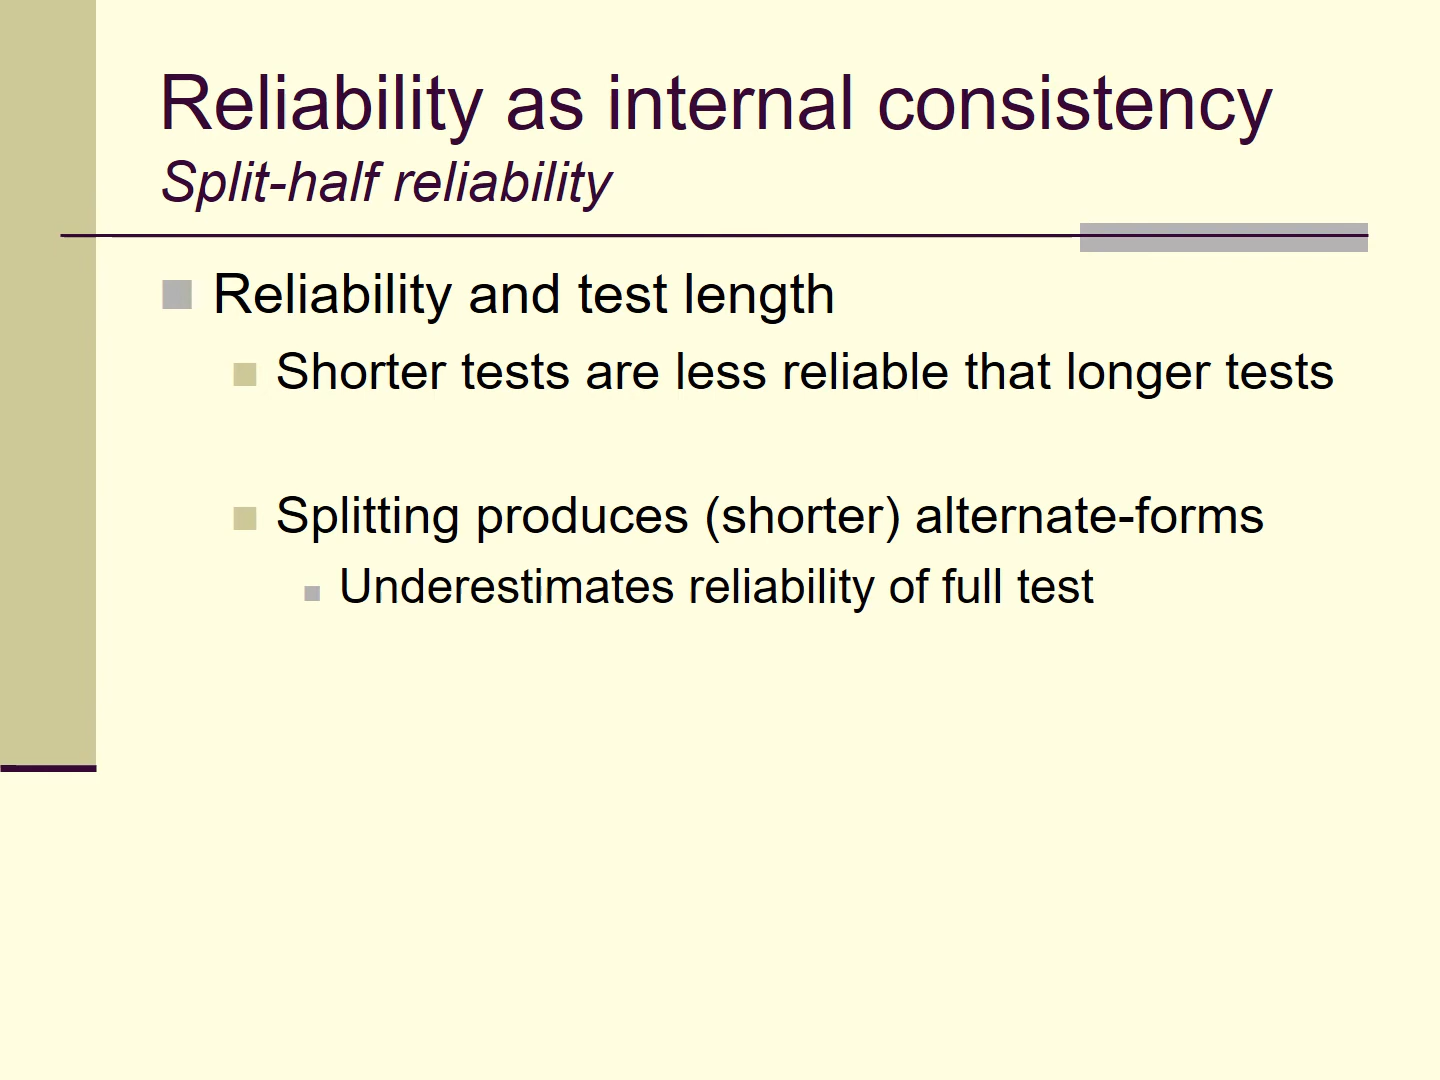 Reliability as internal consistency
Split-half reliability
Reliability and test length
Shorter tests are less reliable that longer tests
Splitting produces (shorter) alternate-forms
Underestimates reliability of full test